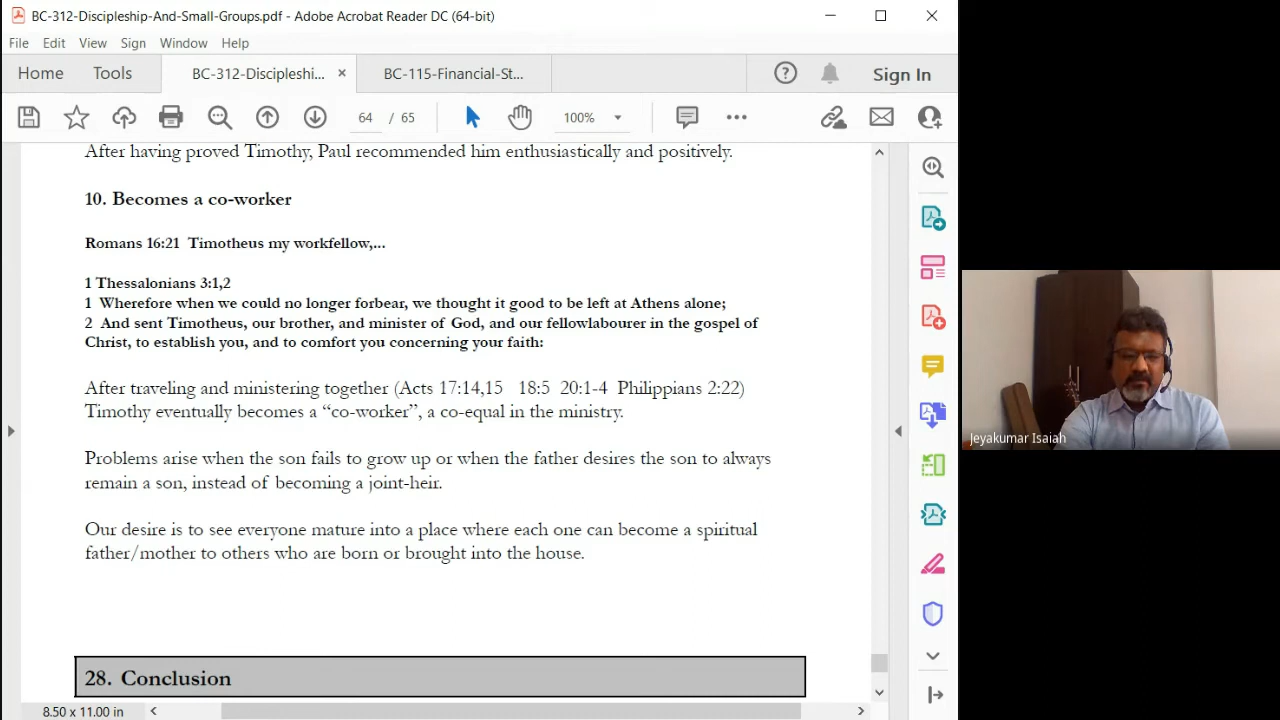 BC-312-Discipleship-And-Small-Groups.pdf - Adobe Acrobat Reader DC (64-bit)
File Edit View Sign Window Help
Home Tools BC-312-Discipleshi... × BC-115-Financial-St... Sign In
64 / 65 100%
After having proved Timothy, Paul recommended him enthusiastically and positively.
10. Becomes a co-worker
Romans 16:21 Timotheus my workfellow,...
1 Thessalonians 3:1,2
1 Wherefore when we could no longer forbear, we thought it good to be left at Athens alone;
2 And sent Timotheus, our brother, and minister of God, and our fellowlabourer in the gospel of
Christ, to establish you, and to comfort you concerning your faith:
After traveling and ministering together (Acts 17:14,15 18:5 20:1-4 Philippians 2:22)
Timothy eventually becomes a “co-worker”, a co-equal in the ministry.
Problems arise when the son fails to grow up or when the father desires the son to always
remain a son, instead of becoming a joint-heir.
Our desire is to see everyone mature into a place where each one can become a spiritual
father/mother to others who are born or brought into the house.
28. Conclusion
8.50 x 11.00 in
Jeyakumar Isaiah